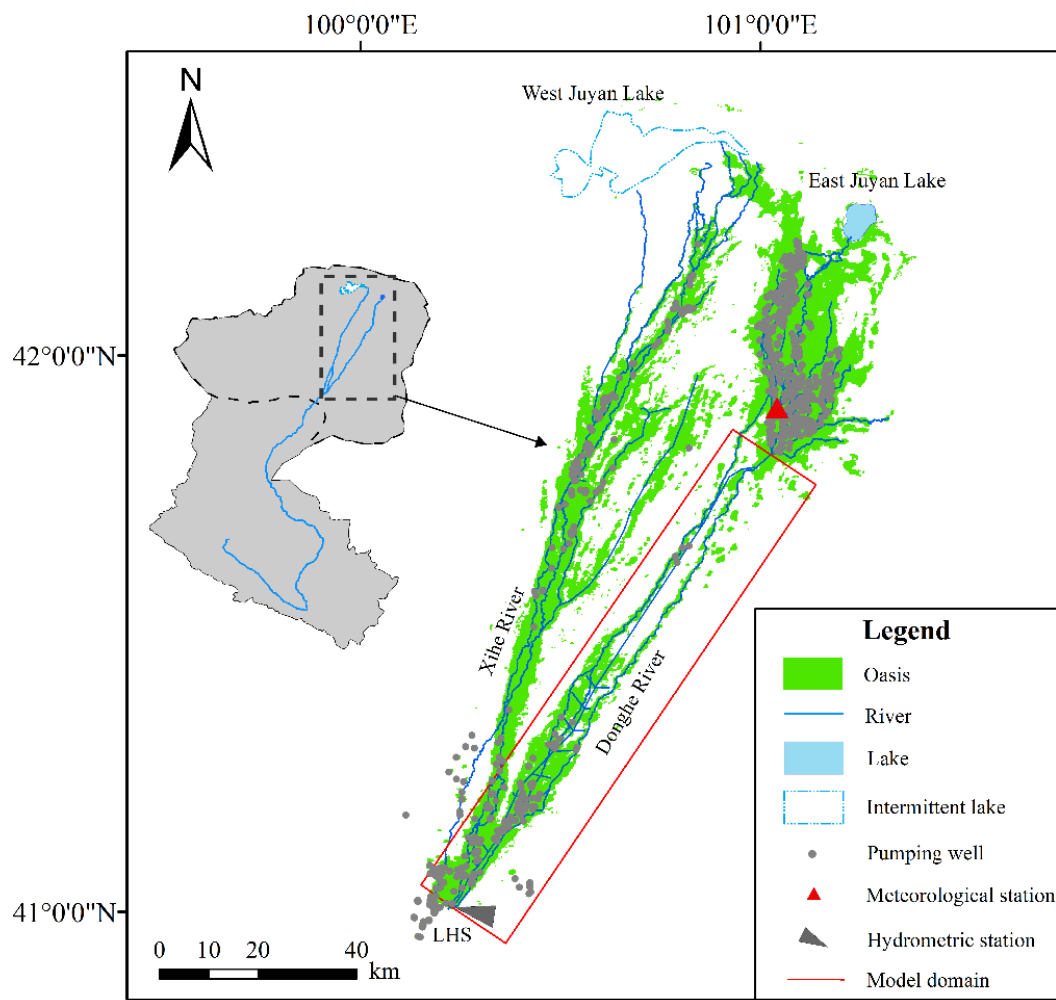 100°0'0"E
101°0'0"E
N
West Juyan Lake
East Juyan Lake
42°0'0"N
Xihe River
Donghe River
41°0'0"N
LHS
0 10 20 40
km
Legend
Oasis
River
Lake
Intermittent lake
Pumping well
Meteorological station
Hydrometric station
Model domain